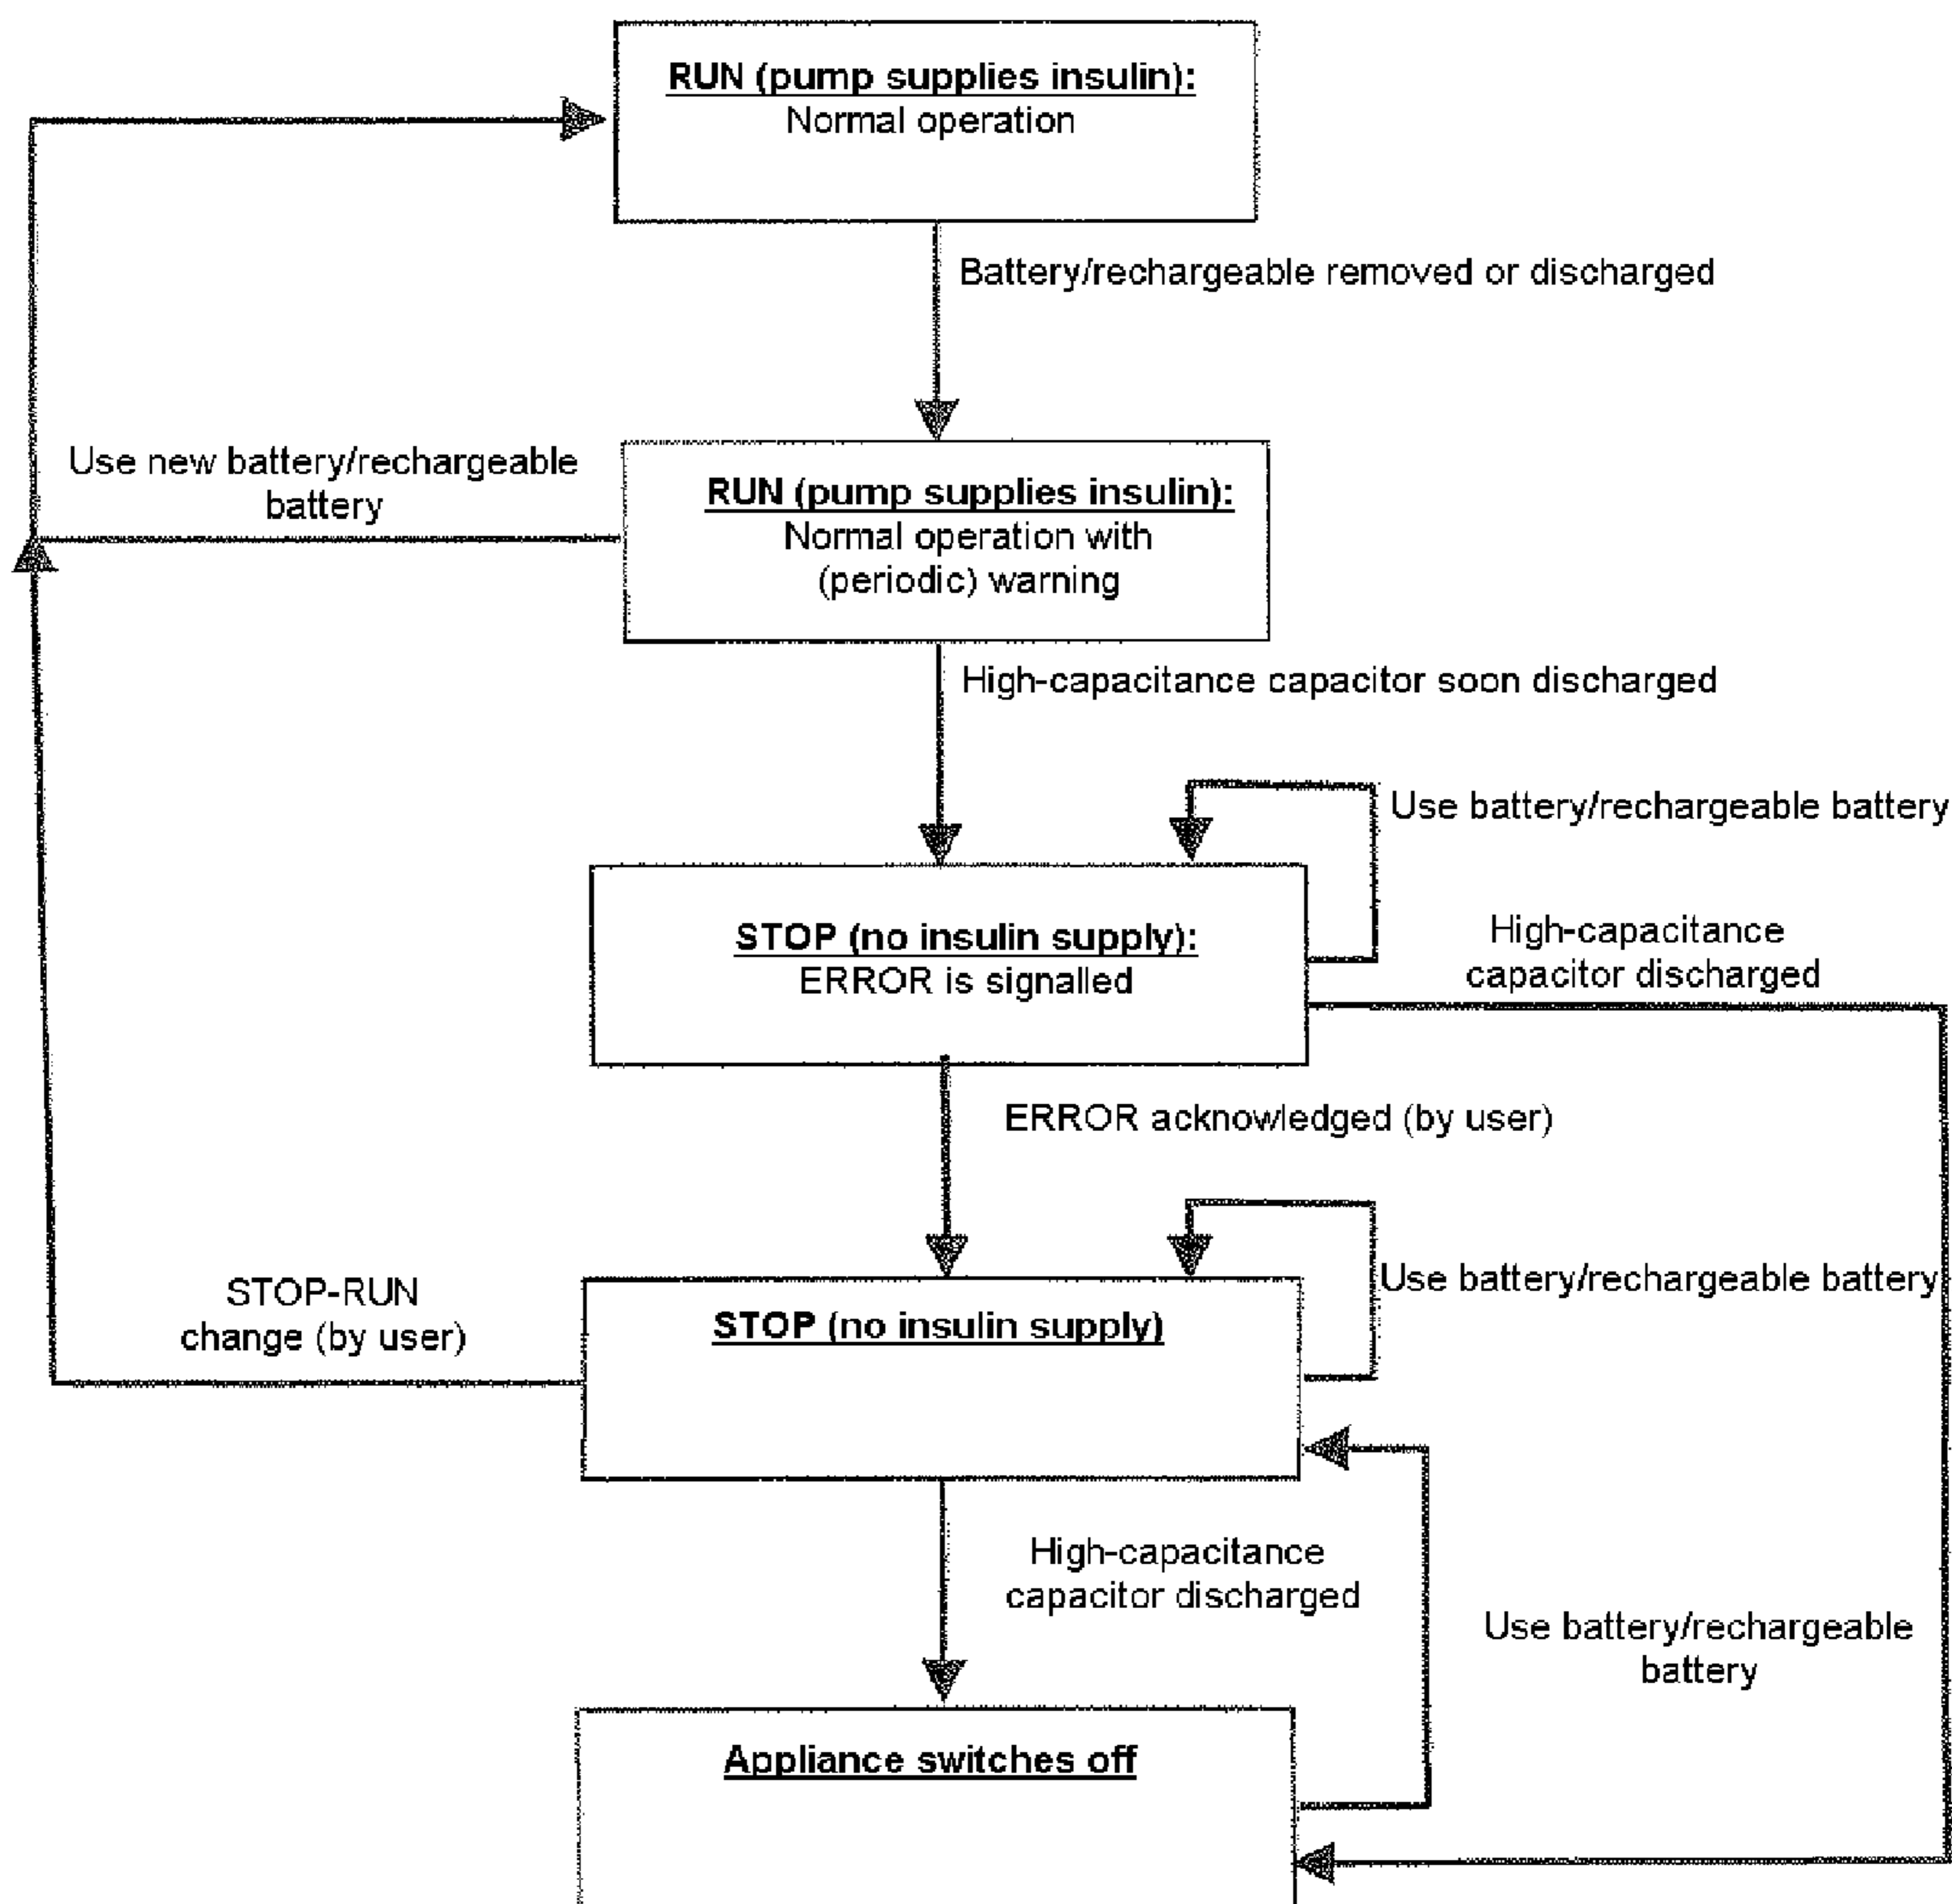 RUN (pump supplies insulin):
Normal operation
Battery/rechargeable removed or discharged
Use new battery/rechargeable
battery
RUN (pump supplies insulin):
Normal operation with
(periodic) warning
High-capacitance capacitor soon discharged
Use battery/rechargeable battery
STOP (no insulin supply):
ERROR is signalled
High-capacitance
capacitor discharged
ERROR acknowledged (by user)
STOP-RUN
change (by user)
STOP (no insulin supply)
Use battery/rechargeable battery
High-capacitance
capacitor discharged
Use battery/rechargeable
battery
Appliance switches off